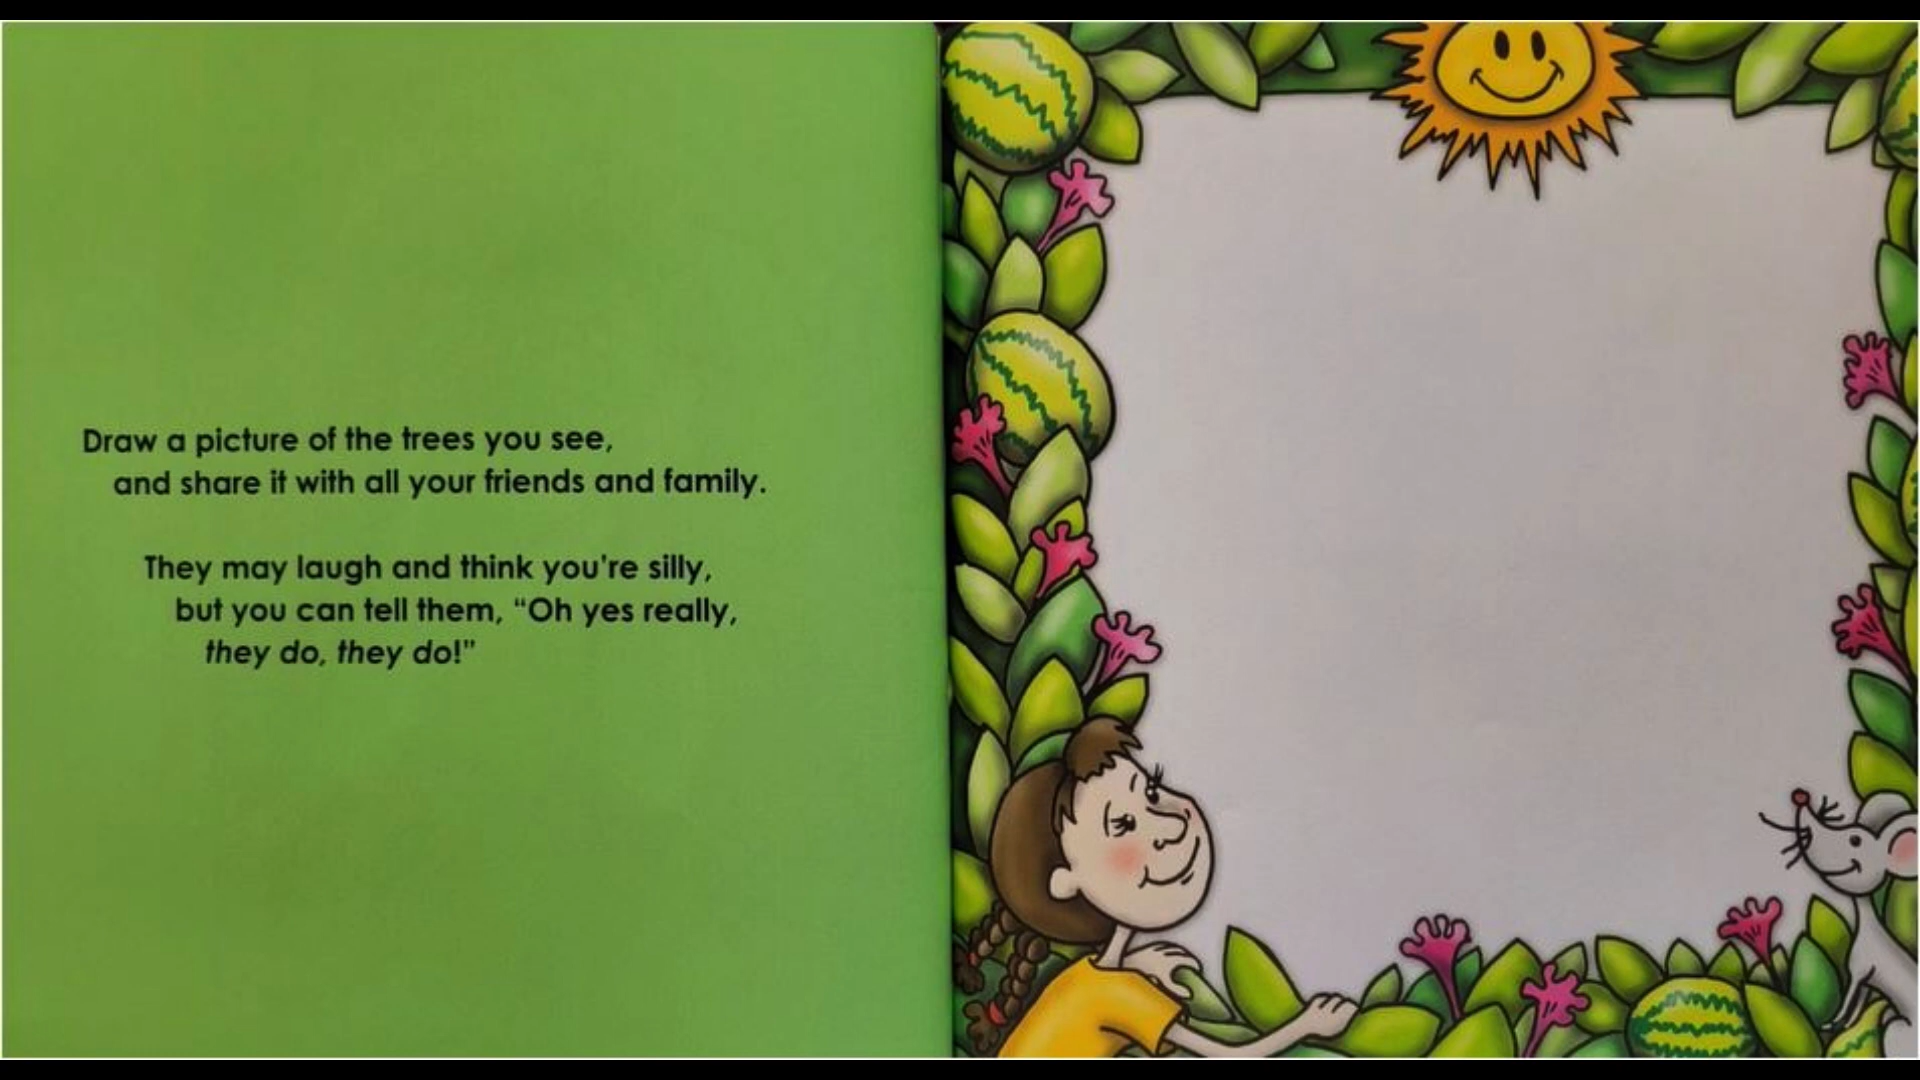 Draw a picture of the trees you see,
and share it with all your friends and family.
They may laugh and think you're silly,
but you can tell them, “Oh yes really,
they do, they do!”